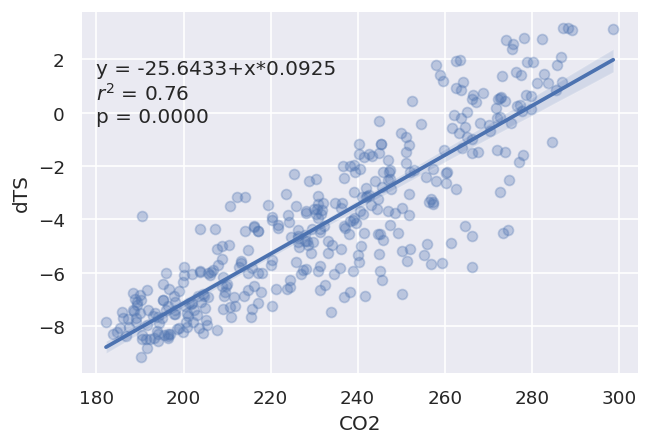 y = -25.6433+x*0.0925
r² = 0.76
p = 0.0000
2
0
−2
−4
−6
−8
dTS
180 200 220 240 260 280 300
CO2